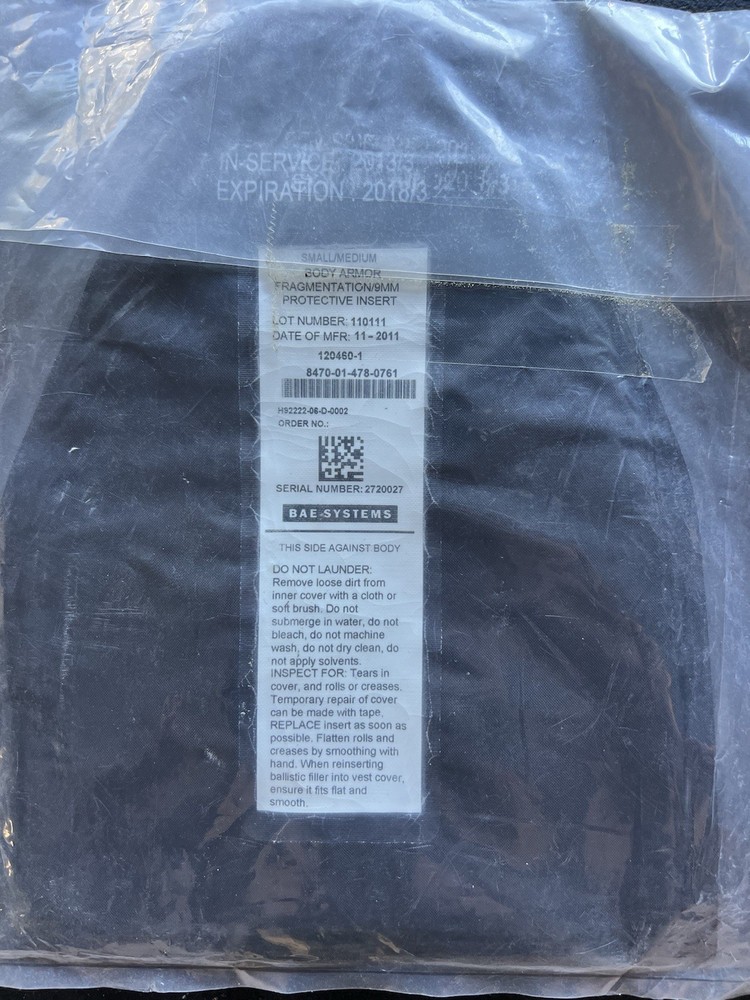 IN-SERVICE : 2013/3
EXPIRATION : 2018/3
SMALL/MEDIUM
BODY ARMOR
FRAGMENTATION/9MM
PROTECTIVE INSERT
LOT NUMBER: 110111
DATE OF MFR: 11-2011
120460-1
8470-01-478-0761
H92222-06-D-0002
ORDER NO.:
SERIAL NUMBER: 2720027
BAE SYSTEMS
THIS SIDE AGAINST BODY
DO NOT LAUNDER:
Remove loose dirt from
inner cover with a cloth or
soft brush. Do not
submerge in water, do not
bleach, do not machine
wash, do not dry clean, do
not apply solvents.
INSPECT FOR: Tears in
cover, and rolls or creases.
Temporary repair of cover
can be made with tape,
REPLACE insert as soon as
possible. Flatten rolls and
creases by smoothing with
hand. When reinserting
ballistic filler into vest cover,
ensure it fits flat and
smooth.